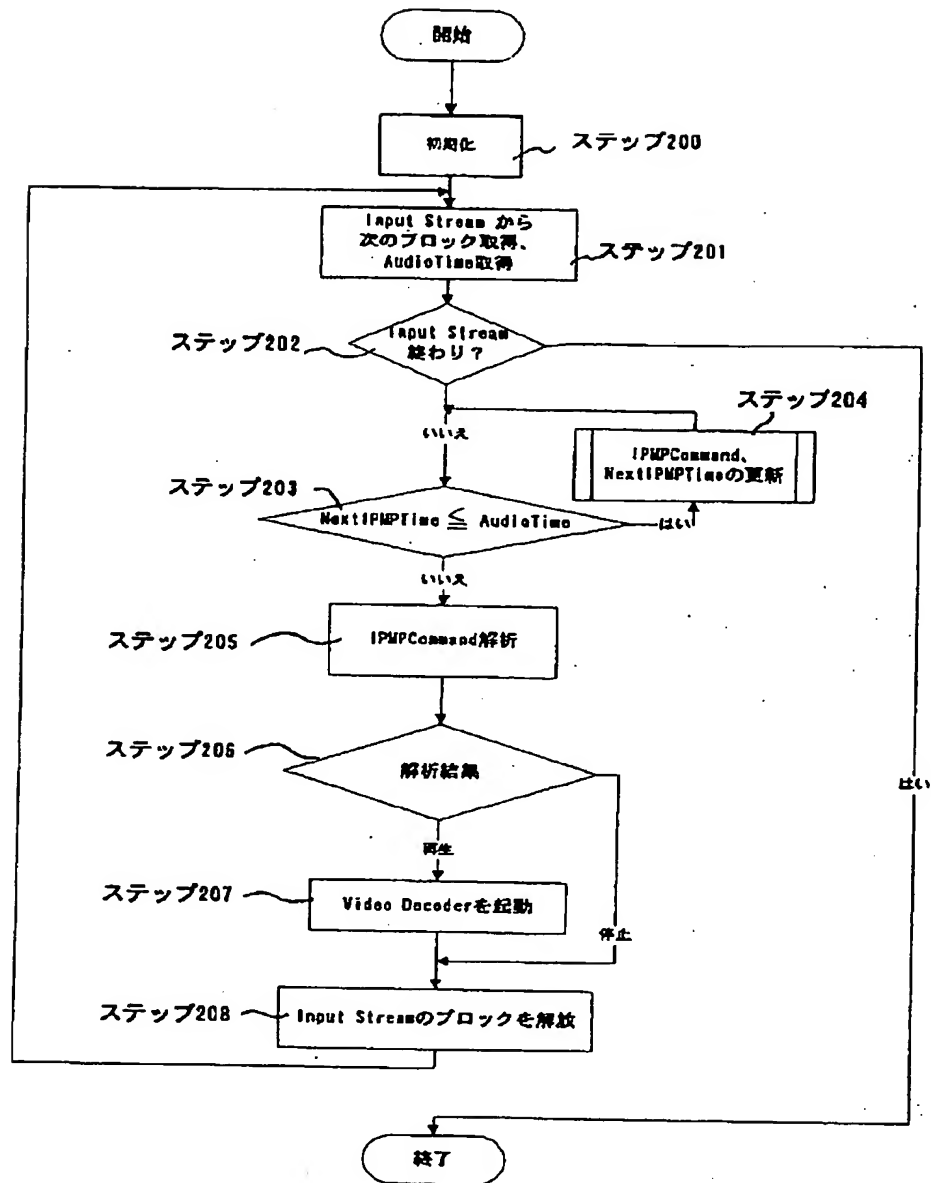 開始
初期化
ステップ200
Input Stream から
次のブロック取得、
AudioTime取得
ステップ201
Input Stream
終わり？
ステップ202
いいえ
ステップ204
IPMPCommand、
NextIPMPTimeの更新
ステップ203
NextIPMPTime ≦ AudioTime
はい
いいえ
ステップ205
IPMPCommand解析
ステップ206
解析結果
はい
再生
ステップ207
Video Decoderを起動
停止
ステップ208
Input Streamのブロックを解放
終了